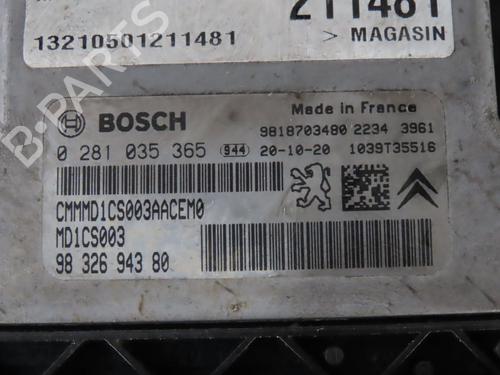 211481
13210501211481
> MAGASIN
BOSCH
Made in France
9818703480 2234 3961
0 281 035 365 944 20-10-20 1039T35516
CMMMD1CS003AACEM0
MD1CS003
98 326 943 80